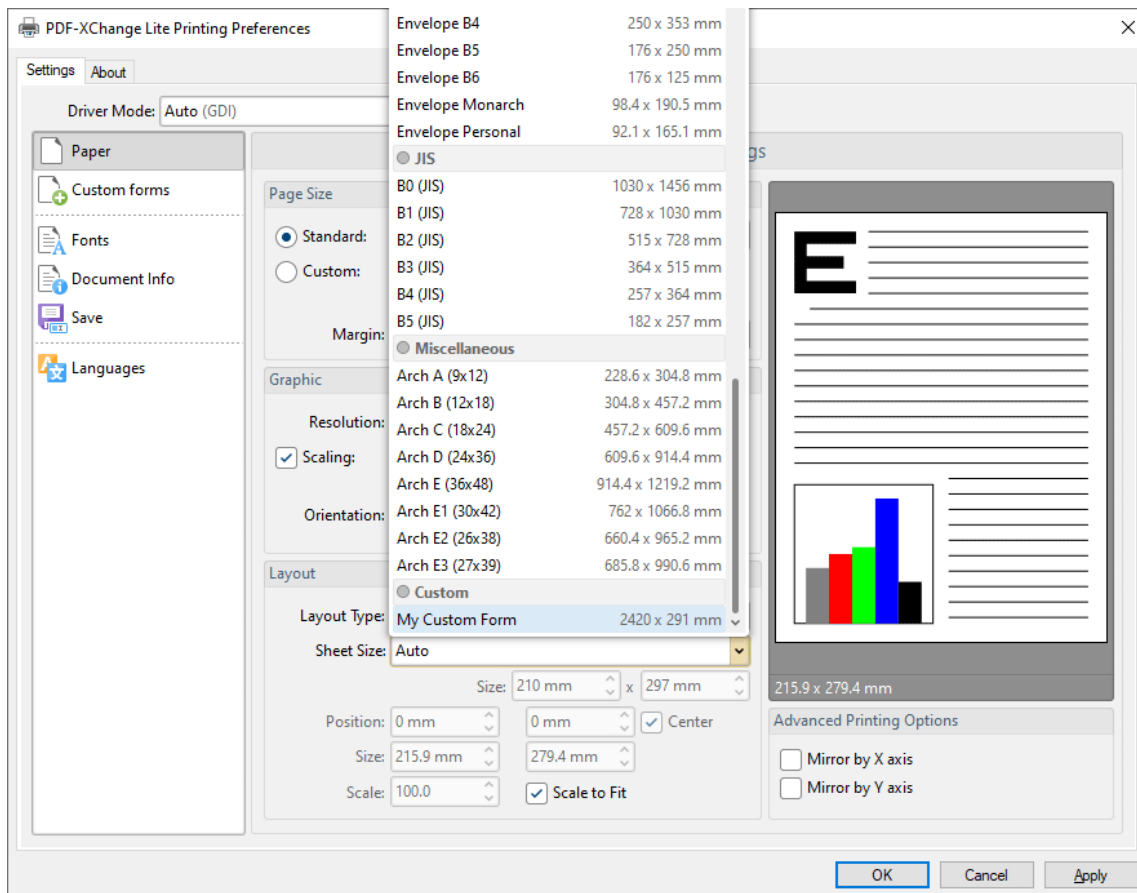 PDF-XChange Lite Printing Preferences
Settings About
Driver Mode: Auto (GDI)
Paper
Custom forms
Fonts
Document Info
Save
Languages
gs
Page Size
Standard:
Custom:
Margin:
Graphic
Resolution:
Scaling:
Orientation:
Layout
Layout Type:
Envelope B4 250 x 353 mm
Envelope B5 176 x 250 mm
Envelope B6 176 x 125 mm
Envelope Monarch 98.4 x 190.5 mm
Envelope Personal 92.1 x 165.1 mm
JIS
B0 (JIS) 1030 x 1456 mm
B1 (JIS) 728 x 1030 mm
B2 (JIS) 515 x 728 mm
B3 (JIS) 364 x 515 mm
B4 (JIS) 257 x 364 mm
B5 (JIS) 182 x 257 mm
Miscellaneous
Arch A (9x12) 228.6 x 304.8 mm
Arch B (12x18) 304.8 x 457.2 mm
Arch C (18x24) 457.2 x 609.6 mm
Arch D (24x36) 609.6 x 914.4 mm
Arch E (36x48) 914.4 x 1219.2 mm
Arch E1 (30x42) 762 x 1066.8 mm
Arch E2 (26x38) 660.4 x 965.2 mm
Arch E3 (27x39) 685.8 x 990.6 mm
Custom
My Custom Form 2420 x 291 mm
Sheet Size: Auto
Size: 210 mm x 297 mm
Position: 0 mm 0 mm Center
Size: 215.9 mm 279.4 mm
Scale: 100.0 Scale to Fit
E
215.9 x 279.4 mm
Advanced Printing Options
Mirror by X axis
Mirror by Y axis
OK Cancel Apply